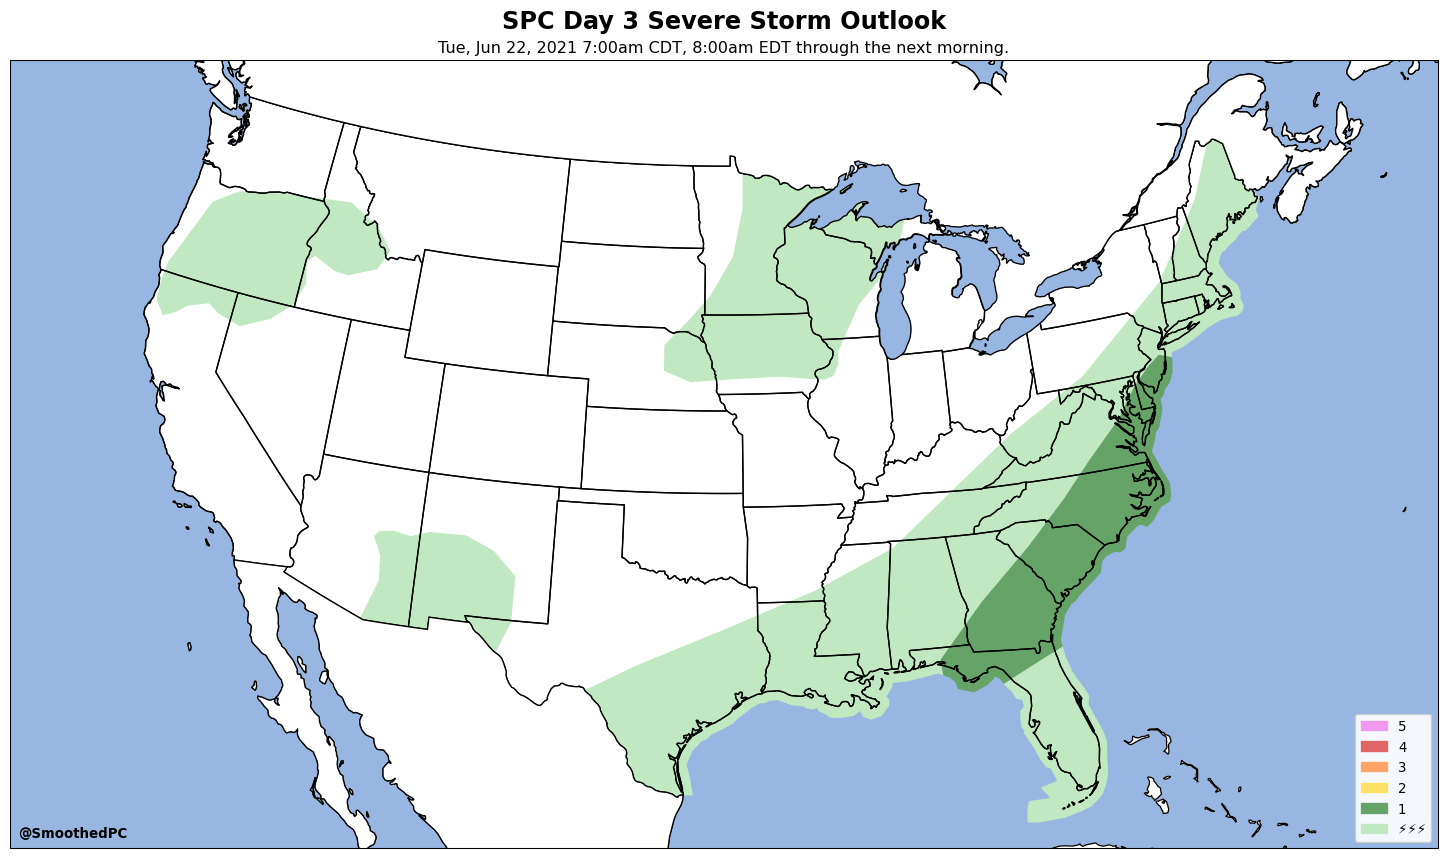 SPC Day 3 Severe Storm Outlook
Tue, Jun 22, 2021 7:00am CDT, 8:00am EDT through the next morning.
5
4
3
2
1
⚡⚡⚡
@SmoothedPC